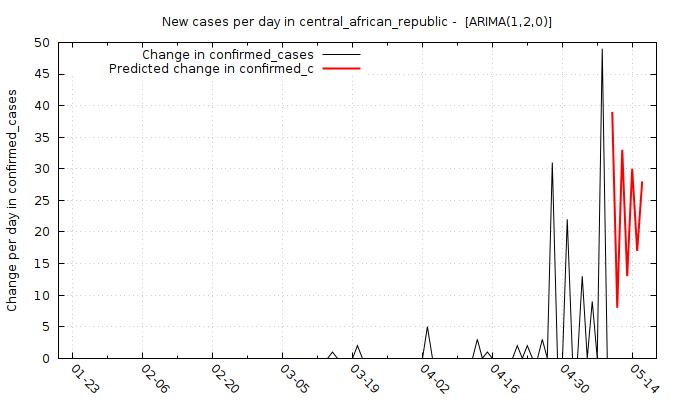 New cases per day in central_african_republic -  [ARIMA(1,2,0)]
Change in confirmed_cases
Predicted change in confirmed_c
Change per day in confirmed_cases
50
45
40
35
30
25
20
15
10
5
0
01-23 02-06 02-20 03-05 03-19 04-02 04-16 04-30 05-14